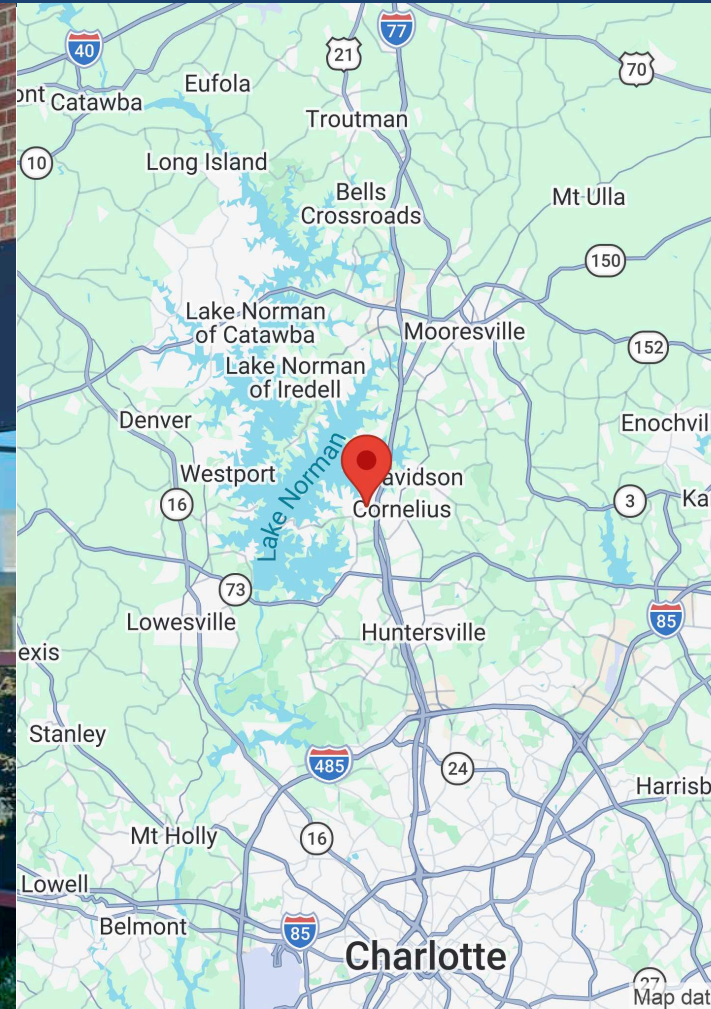 77
40
21
70
Eufola
ont
Catawba
Troutman
10
Long Island
Bells
Crossroads
Mt Ulla
150
Lake Norman
of Catawba
Mooresville
152
Lake Norman
of Iredell
Denver
Enochvil
Lake Norman
Westport
avidson
16
3
Ka
Cornelius
73
Lowesville
85
Huntersville
exis
Stanley
485
24
Harrisb
Mt Holly
16
Lowell
Belmont
85
Charlotte
27
Map dat